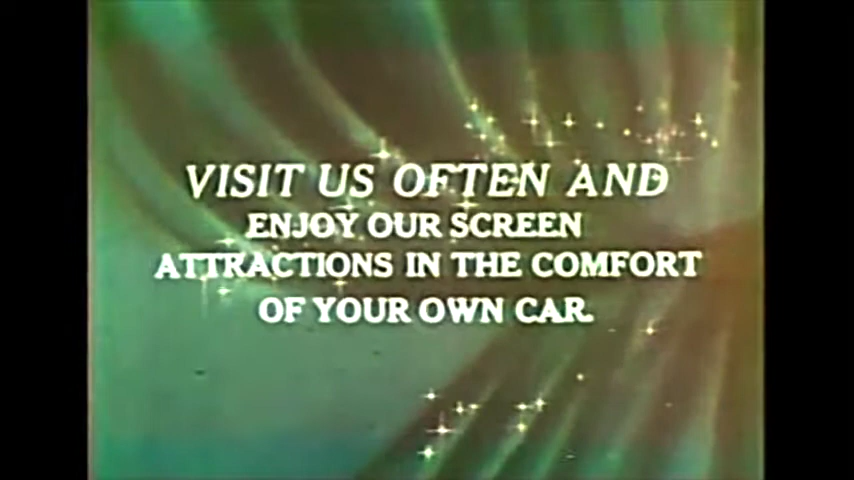 VISIT US OFTEN AND
ENJOY OUR SCREEN
ATTRACTIONS IN THE COMFORT
OF YOUR OWN CAR.